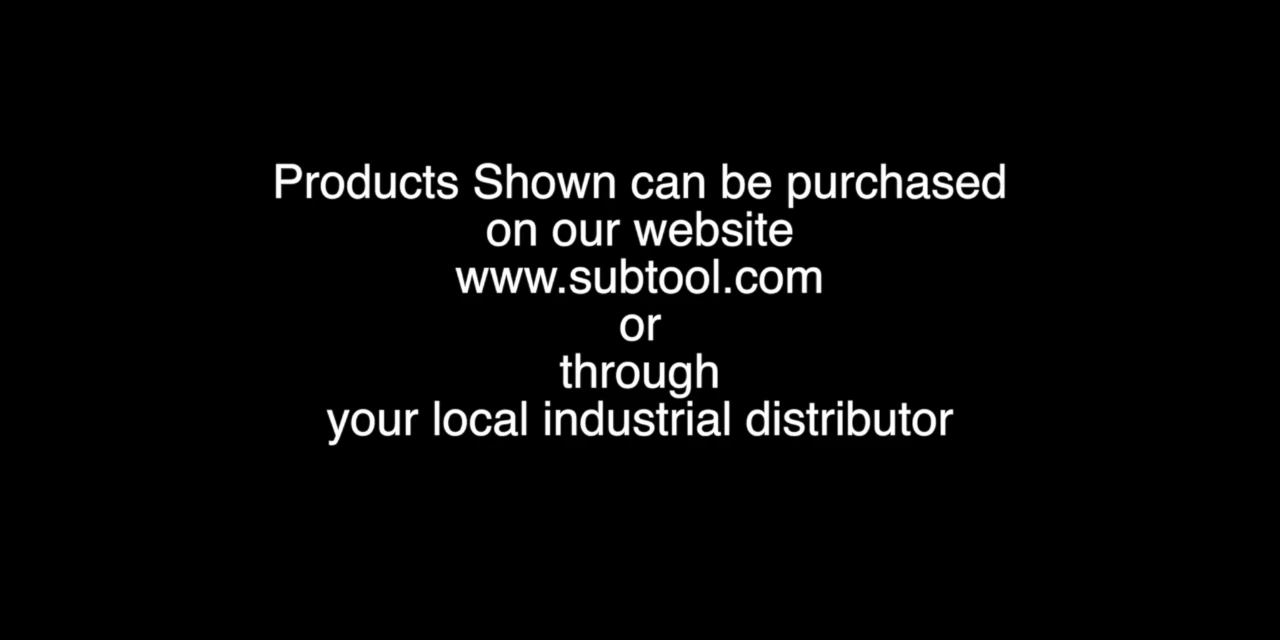 Products Shown can be purchased
on our website
www.subtool.com
or
through
your local industrial distributor